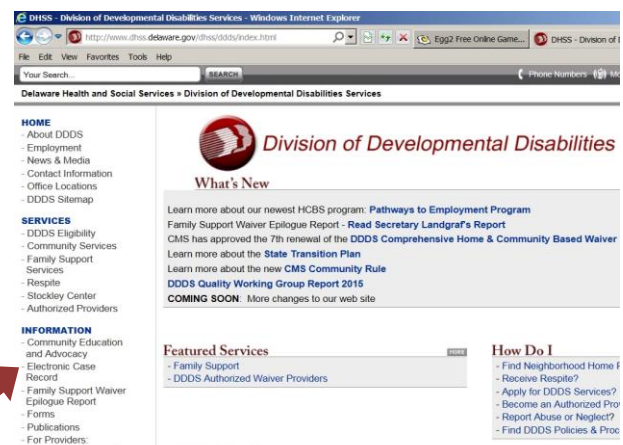 DHSS - Division of Developmental Disabilities Services - Windows Internet Explorer
http://www.dhss.delaware.gov/dhss/ddds/index.html
Egg2 Free Online Game...
DHSS - Division of
File Edit View Favorites Tools Help
Your Search...
SEARCH
Phone Numbers
Delaware Health and Social Services » Division of Developmental Disabilities Services
HOME
- About DDDS
- Employment
- News & Media
- Contact Information
- Office Locations
- DDDS Sitemap
SERVICES
- DDDS Eligibility
- Community Services
- Family Support
Services
- Respite
- Stockley Center
- Authorized Providers
INFORMATION
- Community Education
and Advocacy
- Electronic Case
Record
- Family Support Waiver
Epilogue Report
- Forms
- Publications
- For Providers:
Division of Developmental Disabilities
What's New
Learn more about our newest HCBS program: Pathways to Employment Program
Family Support Waiver Epilogue Report - Read Secretary Landgraf's Report
CMS has approved the 7th renewal of the DDDS Comprehensive Home & Community Based Waiver
Learn more about the State Transition Plan
Learn more about the new CMS Community Rule
DDDS Quality Working Group Report 2015
COMING SOON: More changes to our web site
Featured Services
MORE
- Family Support
- DDDS Authorized Waiver Providers
How Do I
- Find Neighborhood Home
- Receive Respite?
- Apply for DDDS Services?
- Become an Authorized
- Report Abuse or Neglect?
- Find DDDS Policies &